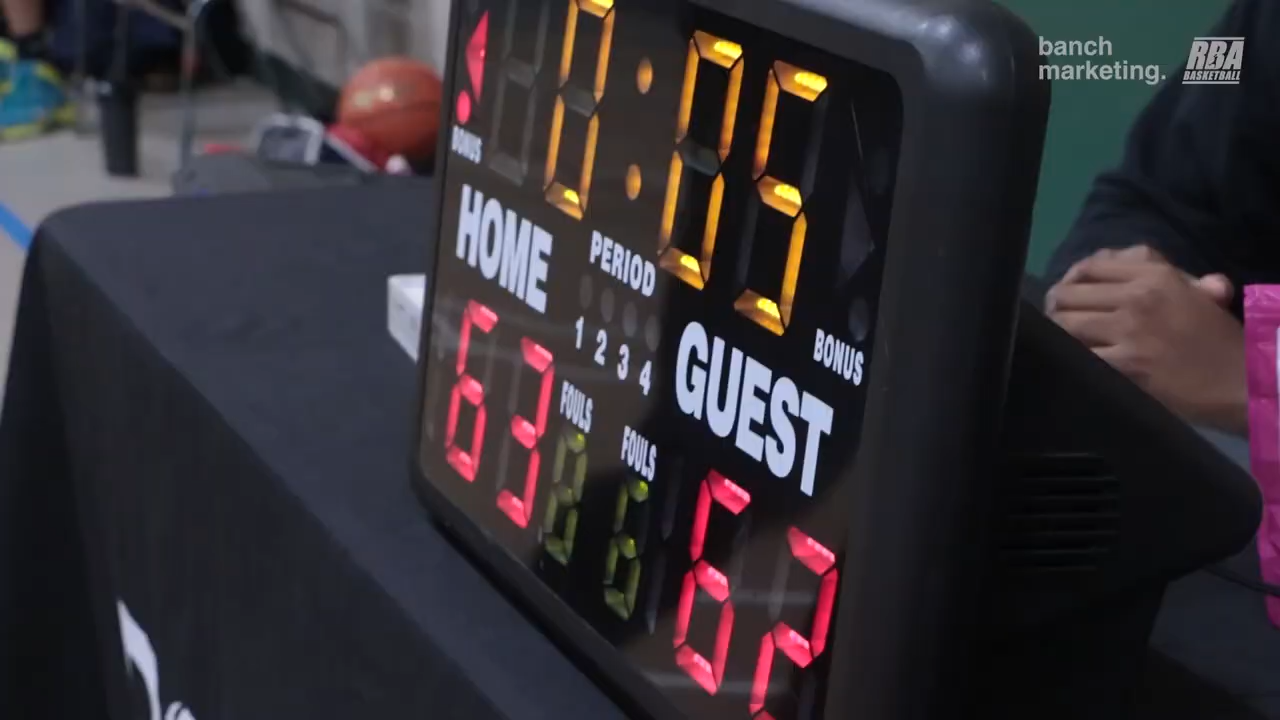 banch
marketing.
RBA
BASKETBALL
0:05
BONUS
HOME
PERIOD
1 2 3 4
GUEST
BONUS
63
FOULS
FOULS
8
6
62